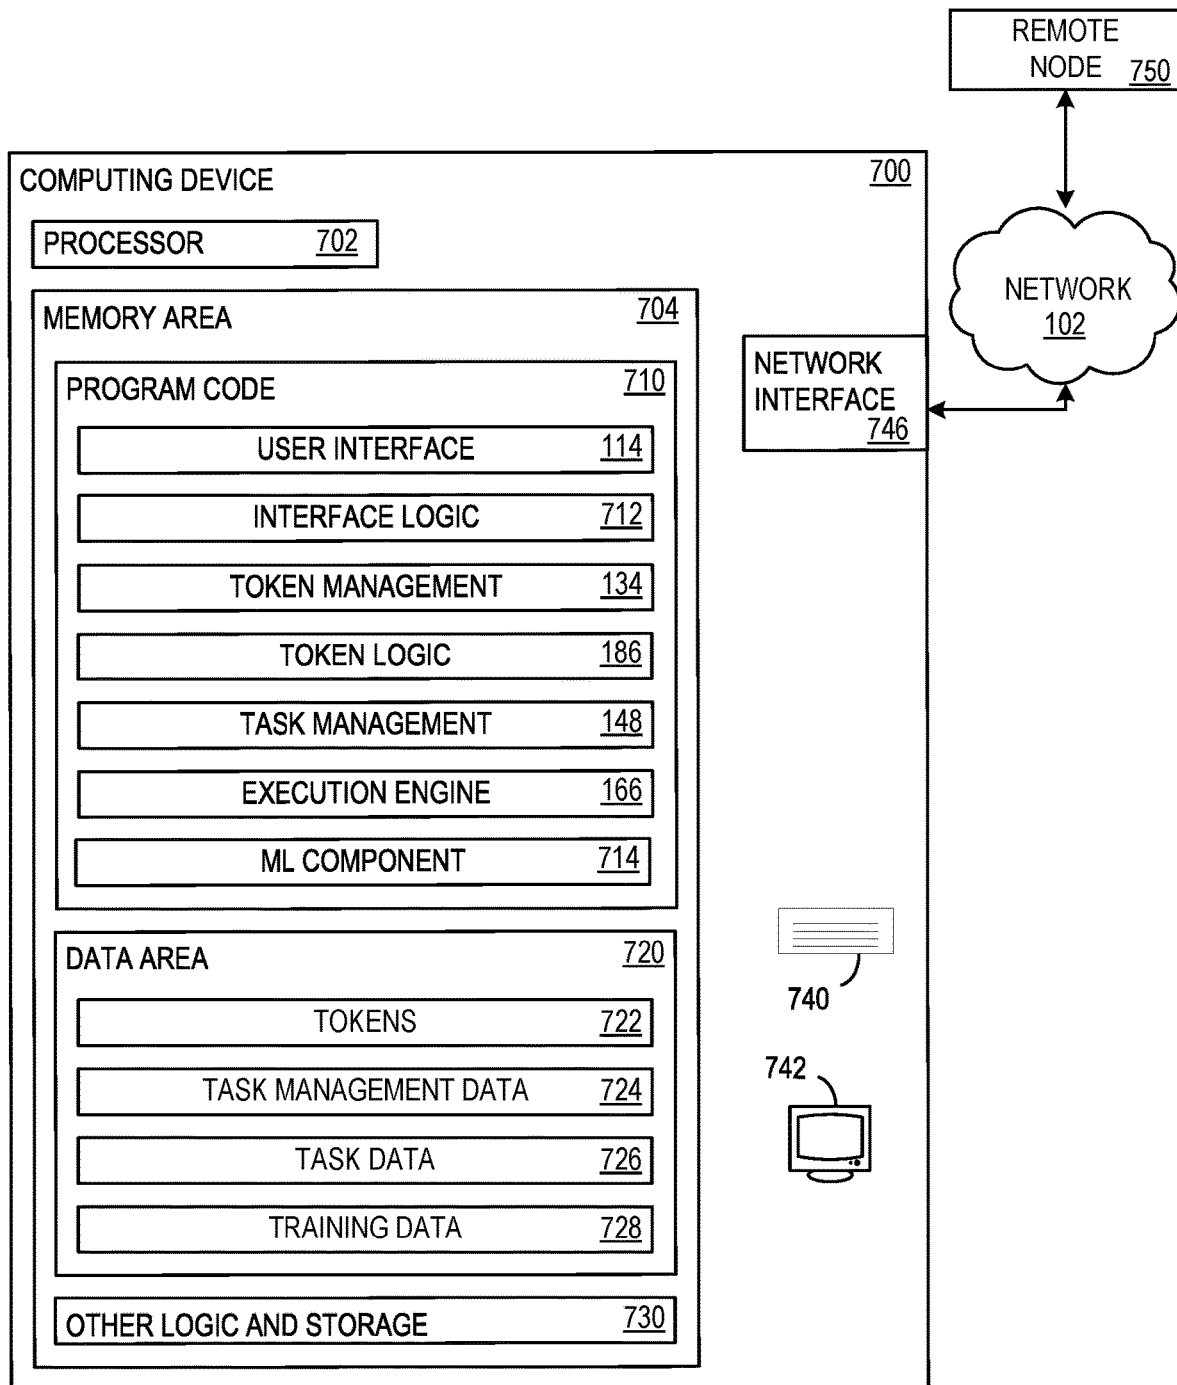 REMOTE
NODE 750
COMPUTING DEVICE 700
PROCESSOR 702
MEMORY AREA 704
NETWORK
102
NETWORK
INTERFACE
746
PROGRAM CODE 710
USER INTERFACE 114
INTERFACE LOGIC 712
TOKEN MANAGEMENT 134
TOKEN LOGIC 186
TASK MANAGEMENT 148
EXECUTION ENGINE 166
ML COMPONENT 714
DATA AREA 720
TOKENS 722
TASK MANAGEMENT DATA 724
TASK DATA 726
TRAINING DATA 728
OTHER LOGIC AND STORAGE 730
740
742